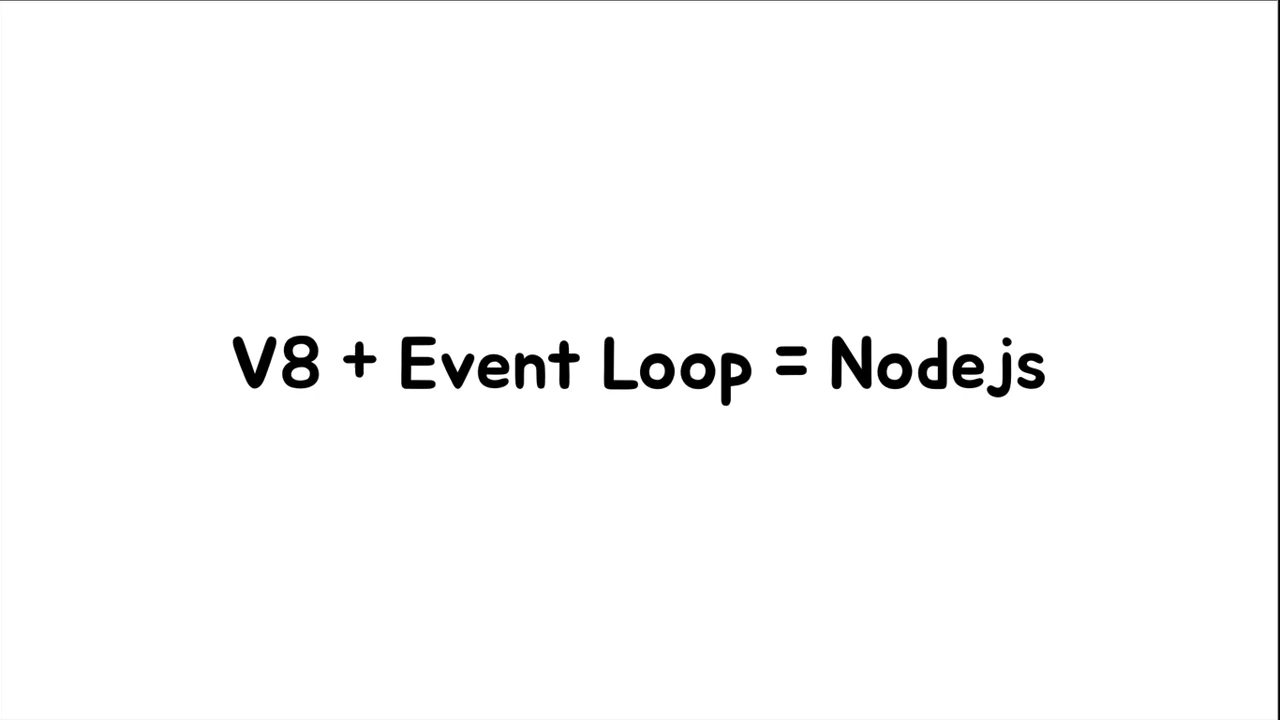 V8 + Event Loop = Nodejs